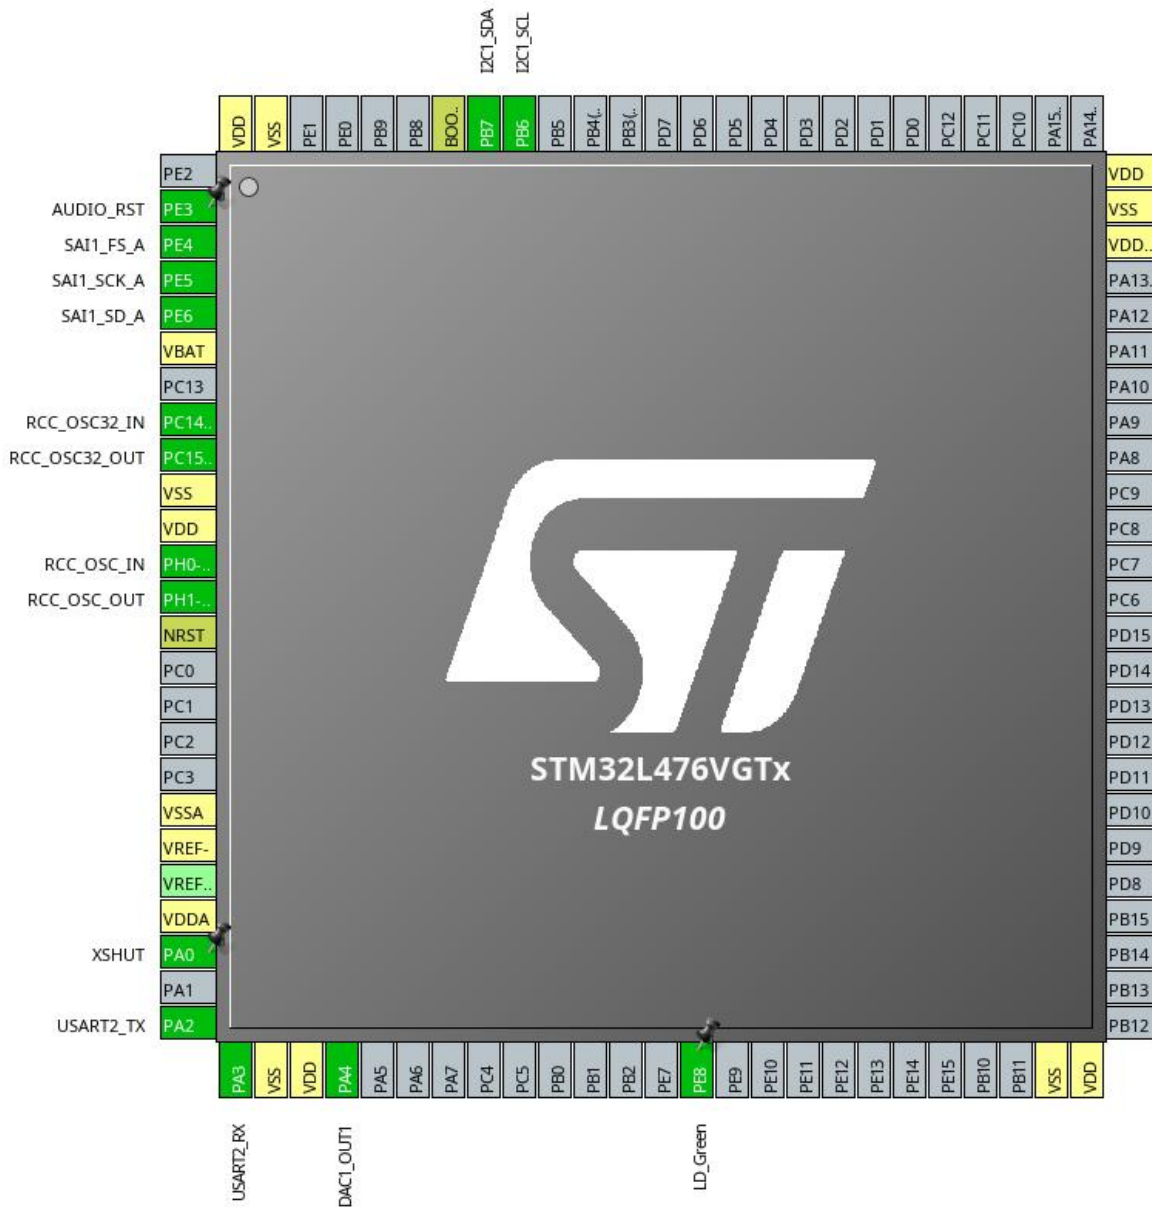 I2C1_SDA
I2C1_SCL
VDD
VSS
PE1
PE0
PB9
PB8
BOO..
PB7
PB6
PB5
PB4(..
PB3(..
PD7
PD6
PD5
PD4
PD3
PD2
PD1
PD0
PC12
PC11
PC10
PA15..
PA14..
PE2
AUDIO_RST PE3
SAI1_FS_A PE4
SAI1_SCK_A PE5
SAI1_SD_A PE6
VBAT
PC13
RCC_OSC32_IN PC14..
RCC_OSC32_OUT PC15..
VSS
VDD
RCC_OSC_IN PH0-..
RCC_OSC_OUT PH1-..
NRST
PC0
PC1
PC2
PC3
VSSA
VREF-
VREF..
VDDA
XSHUT PA0
PA1
USART2_TX PA2
ST
STM32L476VGTx
LQFP100
VDD
VSS
VDD..
PA13.
PA12
PA11
PA10
PA9
PA8
PC9
PC8
PC7
PC6
PD15
PD14
PD13
PD12
PD11
PD10
PD9
PD8
PB15
PB14
PB13
PB12
PA3
VSS
VDD
PA4
PA5
PA6
PA7
PC4
PC5
PB0
PB1
PB2
PE7
PE8
PE9
PE10
PE11
PE12
PE13
PE14
PE15
PB10
PB11
VSS
VDD
USART2_RX
DAC1_OUT1
LD_Green